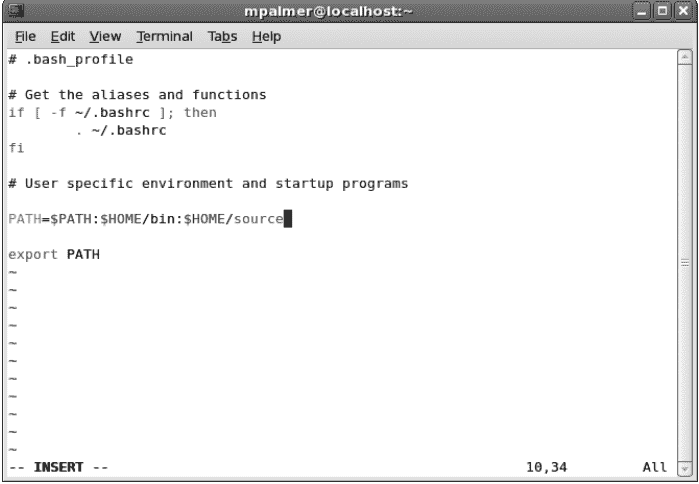 mpalmer@localhost:~
File Edit View Terminal Tabs Help
# .bash_profile
# Get the aliases and functions
if [ -f ~/.bashrc ]; then
        . ~/.bashrc
fi
# User specific environment and startup programs
PATH=$PATH:$HOME/bin:$HOME/source
export PATH
~
~
~
~
~
~
~
~
~
~
~
-- INSERT -- 10,34 All